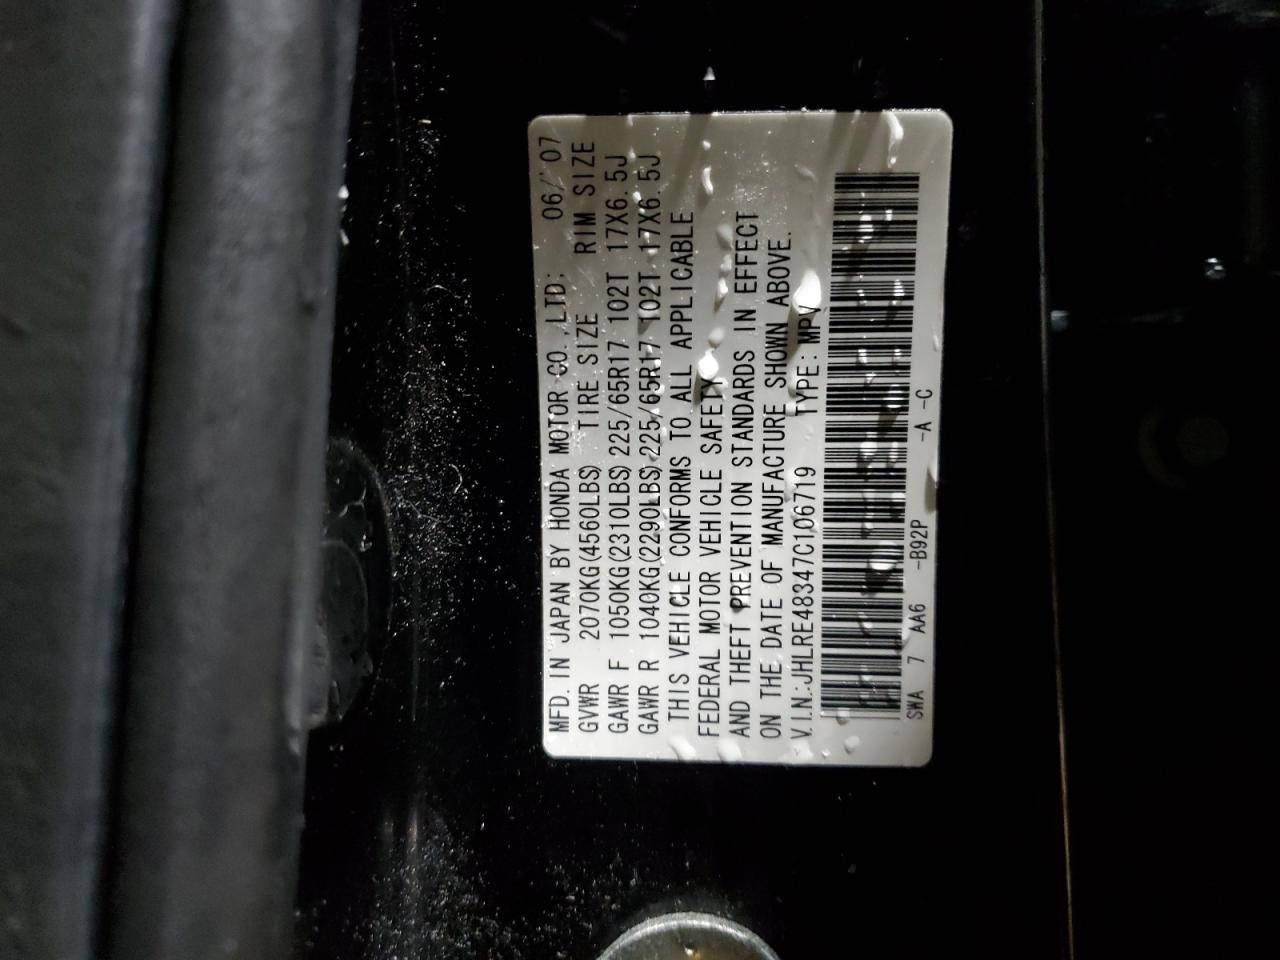 MFD. IN JAPAN BY HONDA MOTOR CO.,LTD. 06/'07
GVWR 2070KG(4560LBS) TIRE SIZE RIM SIZE
GAWR F 1050KG(2310LBS)225/65R17 102T 17X6.5J
GAWR R 1040KG(2290LBS)225/65R17 102T 17X6.5J
THIS VEHICLE CONFORMS TO ALL APPLICABLE
FEDERAL MOTOR VEHICLE SAFETY
AND THEFT PREVENTION STANDARDS IN EFFECT
ON THE DATE OF MANUFACTURE SHOWN ABOVE.
V.I.N.:JHLRE48347C106719 TYPE: MPV
SWA 7 AA6 -B92P -A -C